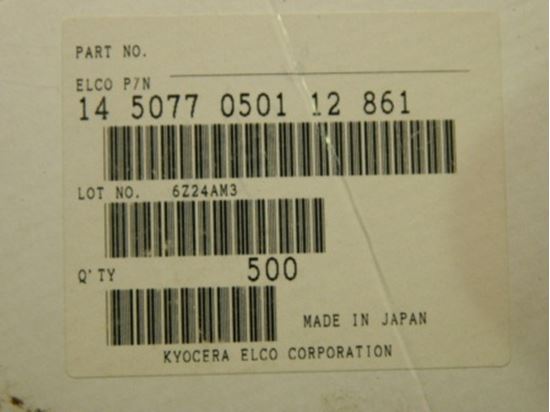 PART NO.
ELCO P/N
14 5077 0501 12 861
LOT NO. 6Z24AM3
Q'TY 500
MADE IN JAPAN
KYOCERA ELCO CORPORATION